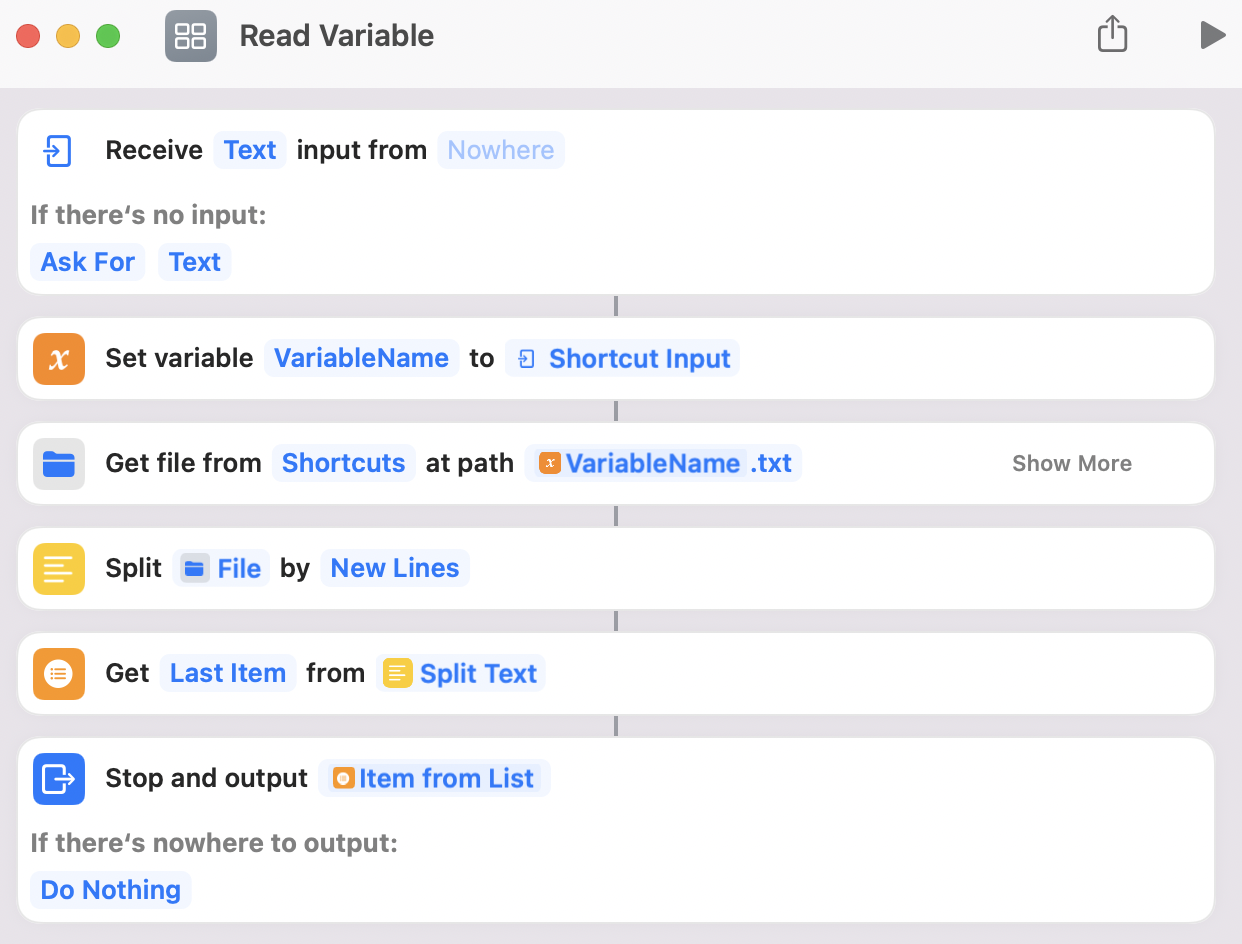 Read Variable
Receive Text input from Nowhere
If there‘s no input:
Ask For Text
Set variable VariableName to Shortcut Input
Get file from Shortcuts at path VariableName .txt Show More
Split File by New Lines
Get Last Item from Split Text
Stop and output Item from List
If there‘s nowhere to output:
Do Nothing